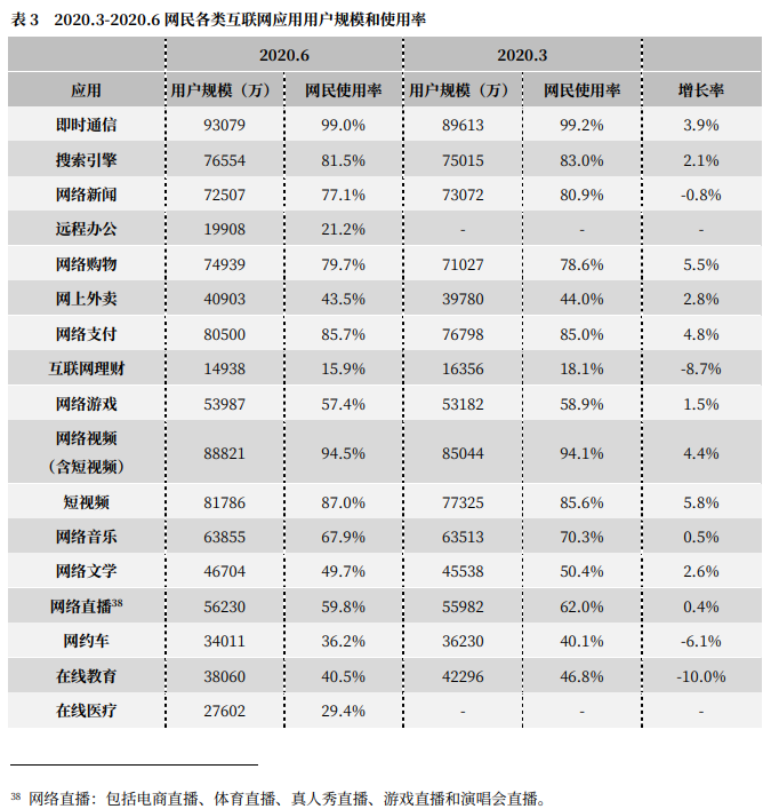 表 3 2020.3-2020.6 网民各类互联网应用用户规模和使用率
2020.6 2020.3
应用 用户规模（万） 网民使用率 用户规模（万） 网民使用率 增长率
即时通信 93079 99.0% 89613 99.2% 3.9%
搜索引擎 76554 81.5% 75015 83.0% 2.1%
网络新闻 72507 77.1% 73072 80.9% -0.8%
远程办公 19908 21.2% - - -
网络购物 74939 79.7% 71027 78.6% 5.5%
网上外卖 40903 43.5% 39780 44.0% 2.8%
网络支付 80500 85.7% 76798 85.0% 4.8%
互联网理财 14938 15.9% 16356 18.1% -8.7%
网络游戏 53987 57.4% 53182 58.9% 1.5%
网络视频
（含短视频） 88821 94.5% 85044 94.1% 4.4%
短视频 81786 87.0% 77325 85.6% 5.8%
网络音乐 63855 67.9% 63513 70.3% 0.5%
网络文学 46704 49.7% 45538 50.4% 2.6%
网络直播38 56230 59.8% 55982 62.0% 0.4%
网约车 34011 36.2% 36230 40.1% -6.1%
在线教育 38060 40.5% 42296 46.8% -10.0%
在线医疗 27602 29.4% - - -
38 网络直播：包括电商直播、体育直播、真人秀直播、游戏直播和演唱会直播。